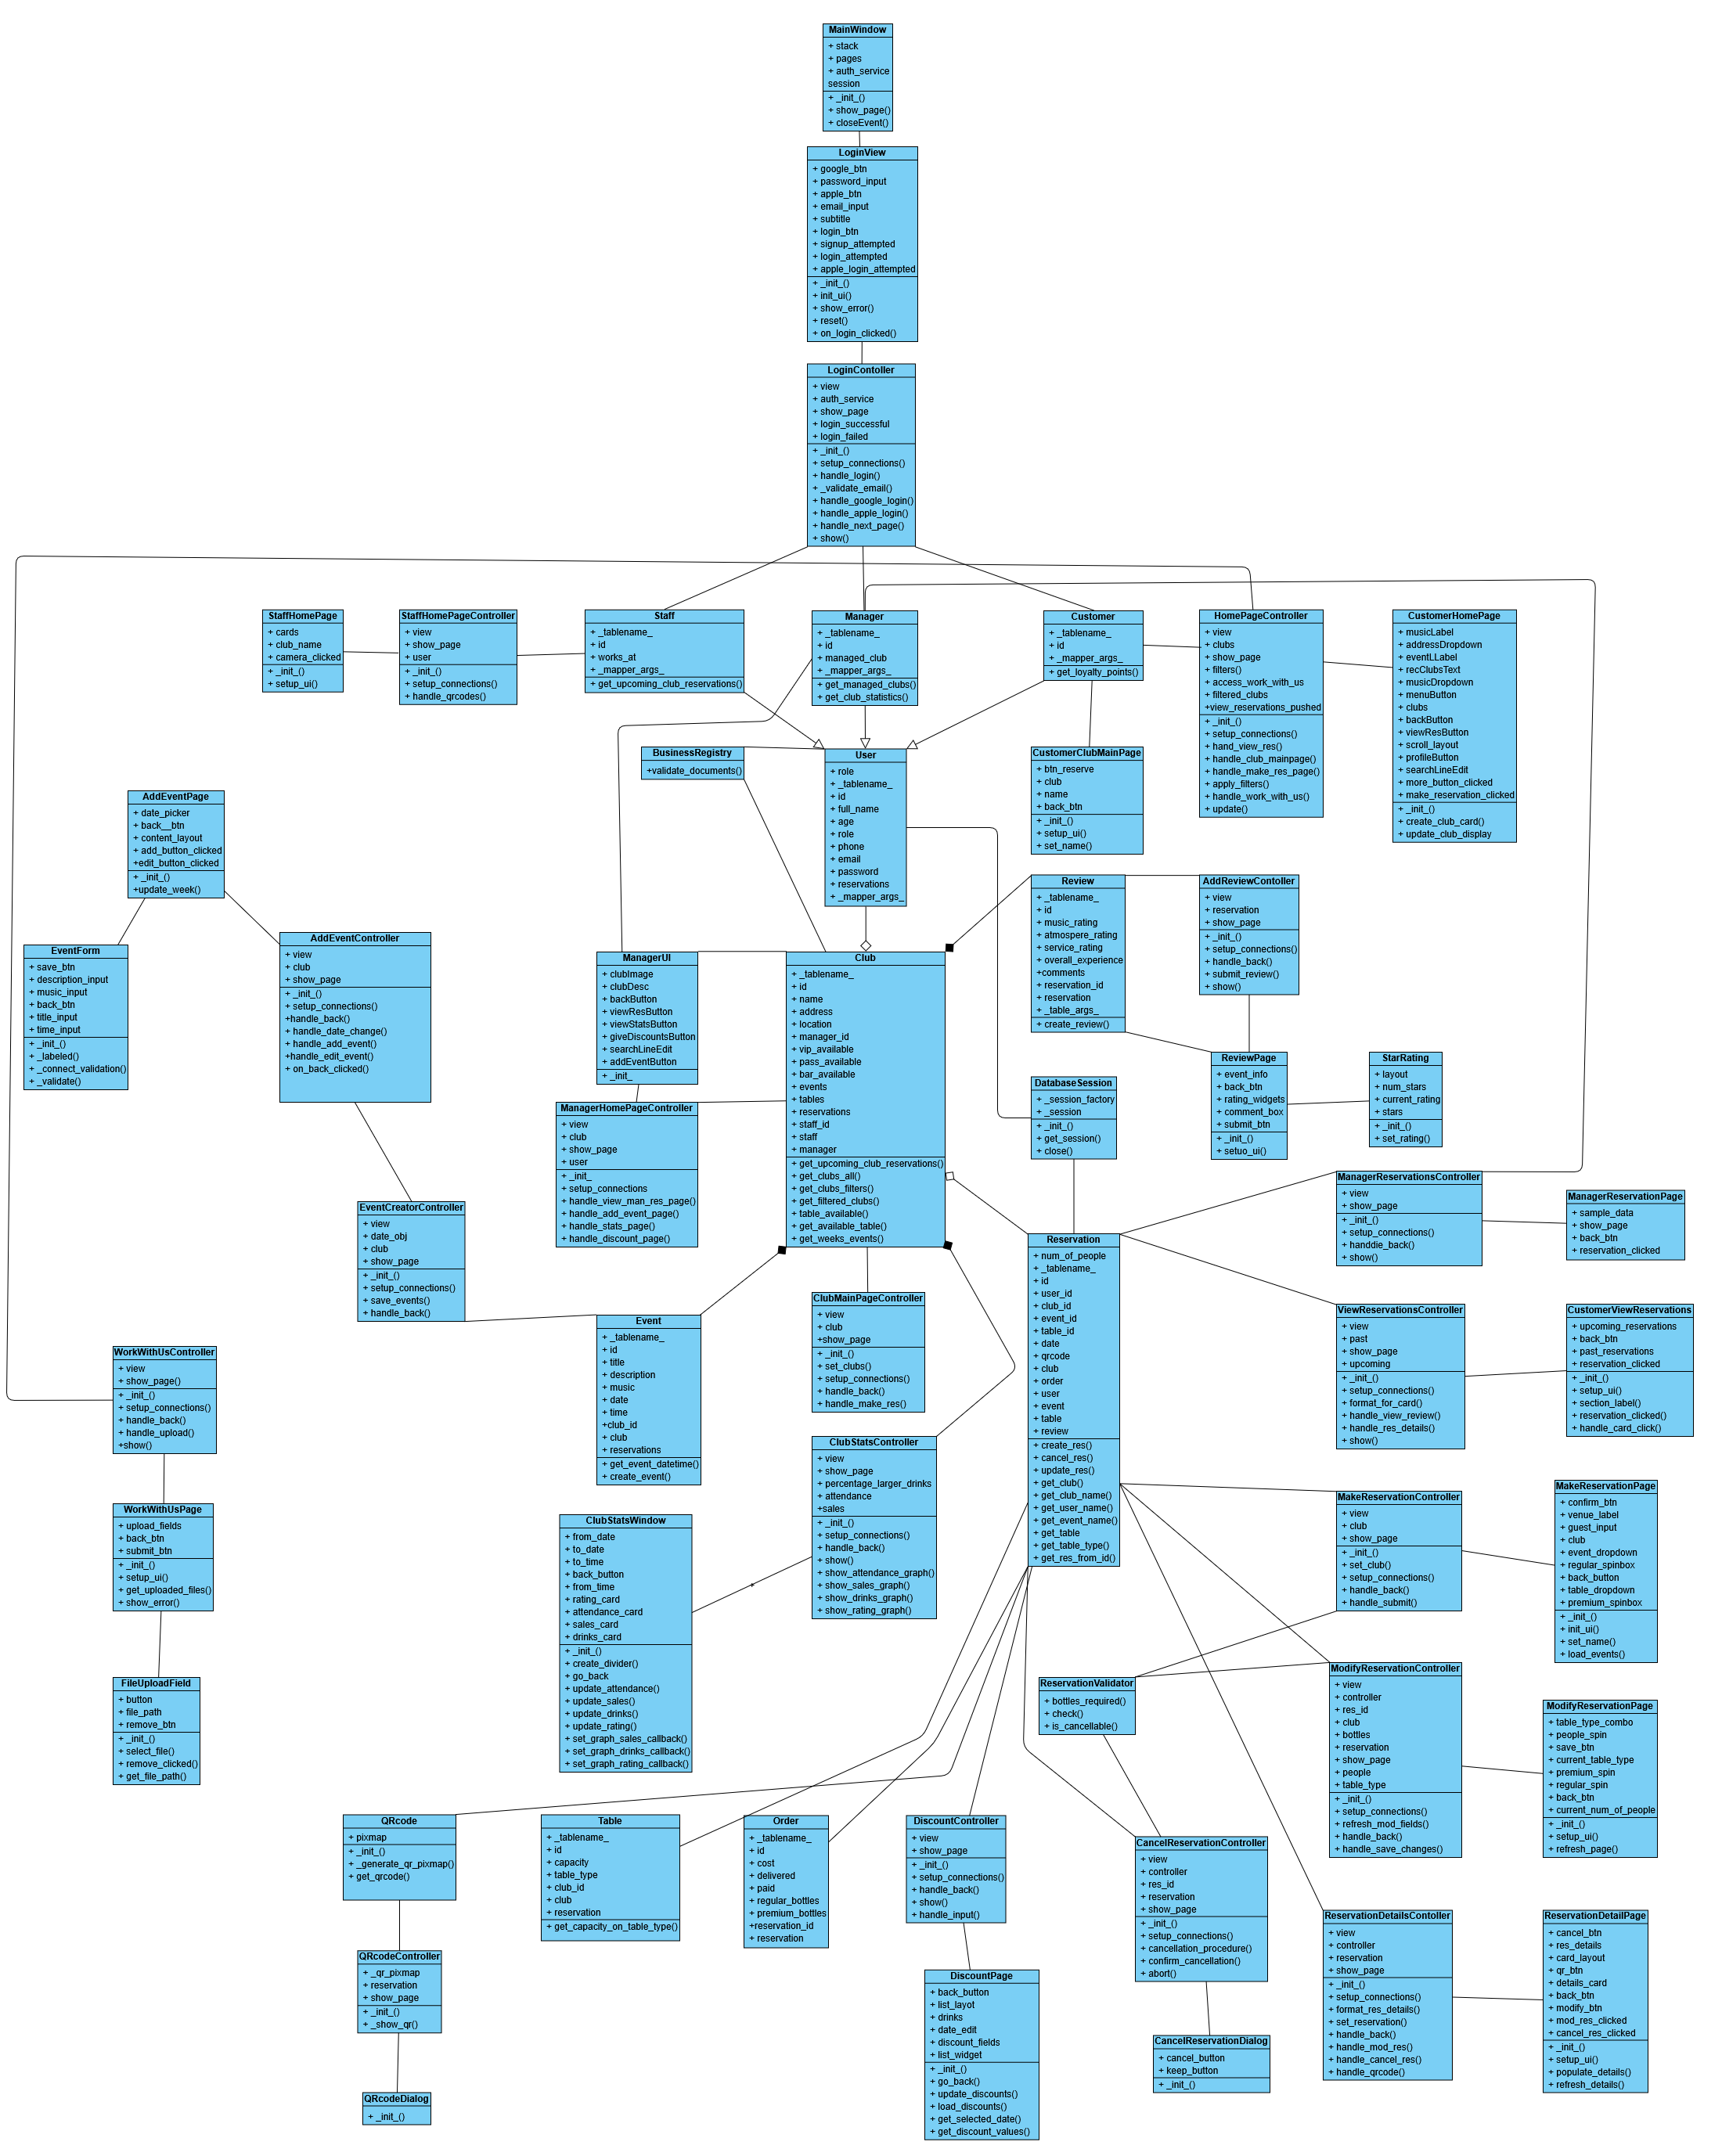 MainWindow
+ stack
+ pages
+ auth_service
session
+ _init_()
+ show_page()
+ closeEvent()
LoginView
+ google_btn
+ password_input
+ apple_btn
+ email_input
+ subtitle
+ login_btn
+ signup_attempted
+ login_attempted
+ apple_login_attempted
+ _init_()
+ init_ui()
+ show_error()
+ reset()
+ on_login_clicked()
LoginContoller
+ view
+ auth_service
+ show_page
+ login_successful
+ login_failed
+ _init_()
+ setup_connections()
+ handle_login()
+ _validate_email()
+ handle_google_login()
+ handle_apple_login()
+ handle_next_page()
+ show()
StaffHomePage
+ cards
+ club_name
+ camera_clicked
+ _init_()
+ setup_ui()
StaffHomePageController
+ view
+ show_page
+ user
+ _init_()
+ setup_connections()
+ handle_qrcodes()
Staff
+ _tablename_
+ id
+ works_at
+ _mapper_args_
+ get_upcoming_club_reservations()
Manager
+ _tablename_
+ id
+ managed_club
+ _mapper_args_
+ get_managed_clubs()
+ get_club_statistics()
Customer
+ _tablename_
+ id
+ _mapper_args_
+ get_loyalty_points()
HomePageController
+ view
+ clubs
+ show_page
+ filters()
+ access_work_with_us
+ filtered_clubs
+view_reservations_pushed
+ _init_()
+ setup_connections()
+ hand_view_res()
+ handle_club_mainpage()
+ handle_make_res_page()
+ apply_filters()
+ handle_work_with_us()
+ update()
CustomerHomePage
+ musicLabel
+ addressDropdown
+ eventLLabel
+ recClubsText
+ musicDropdown
+ menuButton
+ clubs
+ backButton
+ viewResButton
+ scroll_layout
+ profileButton
+ searchLineEdit
+ more_button_clicked
+ make_reservation_clicked
+ _init_()
+ create_club_card()
+ update_club_display
BusinessRegistry
+validate_documents()
User
+ role
+ _tablename_
+ id
+ full_name
+ age
+ role
+ phone
+ email
+ password
+ reservations
+ _mapper_args_
CustomerClubMainPage
+ btn_reserve
+ club
+ name
+ back_btn
+ _init_()
+ setup_ui()
+ set_name()
AddEventPage
+ date_picker
+ back__btn
+ content_layout
+ add_button_clicked
+edit_button_clicked
+ _init_()
+update_week()
EventForm
+ save_btn
+ description_input
+ music_input
+ back_btn
+ title_input
+ time_input
+ _init_()
+ _labeled()
+ _connect_validation()
+ _validate()
AddEventController
+ view
+ club
+ show_page
+ _init_()
+ setup_connections()
+handle_back()
+ handle_date_change()
+ handle_add_event()
+handle_edit_event()
+ on_back_clicked()
ManagerUI
+ clubImage
+ clubDesc
+ backButton
+ viewResButton
+ viewStatsButton
+ giveDiscountsButton
+ searchLineEdit
+ addEventButton
+ _init_
Club
+ _tablename_
+ id
+ name
+ address
+ location
+ manager_id
+ vip_available
+ pass_available
+ bar_available
+ events
+ tables
+ reservations
+ staff_id
+ staff
+ manager
+ get_upcoming_club_reservations()
+ get_clubs_all()
+ get_clubs_filters()
+ get_filtered_clubs()
+ table_available()
+ get_available_table()
+ get_weeks_events()
Review
+ _tablename_
+ id
+ music_rating
+ atmospere_rating
+ service_rating
+ overall_experience
+comments
+ reservation_id
+ reservation
+ _table_args_
+ create_review()
AddReviewContoller
+ view
+ reservation
+ show_page
+ _init_()
+ setup_connections()
+ handle_back()
+ submit_review()
+ show()
ReviewPage
+ event_info
+ back_btn
+ rating_widgets
+ comment_box
+ submit_btn
+ _init_()
+ setuo_ui()
StarRating
+ layout
+ num_stars
+ current_rating
+ stars
+ _init_()
+ set_rating()
DatabaseSession
+ _session_factory
+ _session
+ _init_()
+ get_session()
+ close()
ManagerHomePageController
+ view
+ club
+ show_page
+ user
+ _init_
+ setup_connections
+ handle_view_man_res_page()
+ handle_add_event_page()
+ handle_stats_page()
+ handle_discount_page()
ManagerReservationsController
+ view
+ show_page
+ _init_()
+ setup_connections()
+ handdie_back()
+ show()
ManagerReservationPage
+ sample_data
+ show_page
+ back_btn
+ reservation_clicked
EventCreatorController
+ view
+ date_obj
+ club
+ show_page
+ _init_()
+ setup_connections()
+ save_events()
+ handle_back()
Reservation
+ num_of_people
+ _tablename_
+ id
+ user_id
+ club_id
+ event_id
+ table_id
+ date
+ qrcode
+ club
+ order
+ user
+ event
+ table
+ review
+ create_res()
+ cancel_res()
+ update_res()
+ get_club()
+ get_club_name()
+ get_user_name()
+ get_event_name()
+ get_table
+ get_table_type()
+ get_res_from_id()
ClubMainPageController
+ view
+ club
+show_page
+ _init_()
+ set_clubs()
+ setup_connections()
+ handle_back()
+ handle_make_res()
ViewReservationsController
+ view
+ past
+ show_page
+ upcoming
+ _init_()
+ setup_connections()
+ format_for_card()
+ handle_view_review()
+ handle_res_details()
+ show()
CustomerViewReservations
+ upcoming_reservations
+ back_btn
+ past_reservations
+ reservation_clicked
+ _init_()
+ setup_ui()
+ section_label()
+ reservation_clicked()
+ handle_card_click()
Event
+ _tablename_
+ id
+ title
+ description
+ music
+ date
+ time
+club_id
+ club
+ reservations
+ get_event_datetime()
+ create_event()
WorkWithUsController
+ view
+ show_page()
+ _init_()
+ setup_connections()
+ handle_back()
+ handle_upload()
+show()
ClubStatsController
+ view
+ show_page
+ percentage_larger_drinks
+ attendance
+sales
+ _init_()
+ setup_connections()
+ handle_back()
+ show()
+ show_attendance_graph()
+ show_sales_graph()
+ show_drinks_graph()
+ show_rating_graph()
MakeReservationController
+ view
+ club
+ show_page
+ _init_()
+ set_club()
+ setup_connections()
+ handle_back()
+ handle_submit()
MakeReservationPage
+ confirm_btn
+ venue_label
+ guest_input
+ club
+ event_dropdown
+ regular_spinbox
+ back_button
+ table_dropdown
+ premium_spinbox
+ _init_()
+ init_ui()
+ set_name()
+ load_events()
WorkWithUsPage
+ upload_fields
+ back_btn
+ submit_btn
+ _init_()
+ setup_ui()
+ get_uploaded_files()
+ show_error()
ClubStatsWindow
+ from_date
+ to_date
+ to_time
+ back_button
+ from_time
+ rating_card
+ attendance_card
+ sales_card
+ drinks_card
+ _init_()
+ create_divider()
+ go_back
+ update_attendance()
+ update_sales()
+ update_drinks()
+ update_rating()
+ set_graph_sales_callback()
+ set_graph_drinks_callback()
+ set_graph_rating_callback()
FileUploadField
+ button
+ file_path
+ remove_btn
+ _init_()
+ select_file()
+ remove_clicked()
+ get_file_path()
ReservationValidator
+ bottles_required()
+ check()
+ is_cancellable()
ModifyReservationController
+ view
+ controller
+ res_id
+ club
+ bottles
+ reservation
+ show_page
+ people
+ table_type
+ _init_()
+ setup_connections()
+ refresh_mod_fields()
+ handle_back()
+ handle_save_changes()
ModifyReservationPage
+ table_type_combo
+ people_spin
+ save_btn
+ current_table_type
+ premium_spin
+ regular_spin
+ back_btn
+ current_num_of_people
+ _init_()
+ setup_ui()
+ refresh_page()
QRcode
+ pixmap
+ _init_()
+ _generate_qr_pixmap()
+ get_qrcode()
Table
+ _tablename_
+ id
+ capacity
+ table_type
+ club_id
+ club
+ reservation
+ get_capacity_on_table_type()
Order
+ _tablename_
+ id
+ cost
+ delivered
+ paid
+ regular_bottles
+ premium_bottles
+reservation_id
+ reservation
DiscountController
+ view
+ show_page
+ _init_()
+ setup_connections()
+ handle_back()
+ show()
+ handle_input()
CancelReservationController
+ view
+ controller
+ res_id
+ reservation
+ show_page
+ _init_()
+ setup_connections()
+ cancellation_procedure()
+ confirm_cancellation()
+ abort()
ReservationDetailsContoller
+ view
+ controller
+ reservation
+ show_page
+ _init_()
+ setup_connections()
+ format_res_details()
+ set_reservation()
+ handle_back()
+ handle_mod_res()
+ handle_cancel_res()
+ handle_qrcode()
ReservationDetailPage
+ cancel_btn
+ res_details
+ card_layout
+ qr_btn
+ details_card
+ back_btn
+ modify_btn
+ mod_res_clicked
+ cancel_res_clicked
+ _init_()
+ setup_ui()
+ populate_details()
+ refresh_details()
QRcodeController
+ _qr_pixmap
+ reservation
+ show_page
+ _init_()
+ _show_qr()
DiscountPage
+ back_button
+ list_layot
+ drinks
+ date_edit
+ discount_fields
+ list_widget
+ _init_()
+ go_back()
+ update_discounts()
+ load_discounts()
+ get_selected_date()
+ get_discount_values()
CancelReservationDialog
+ cancel_button
+ keep_button
+ _init_()
QRcodeDialog
+ _init_()